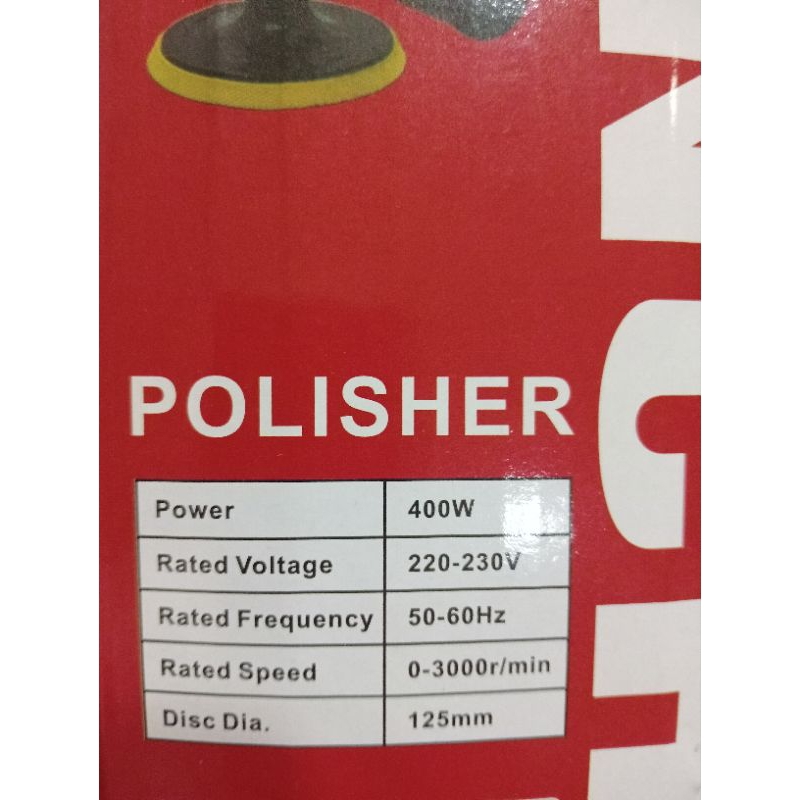 POLISHER
Power 400W
Rated Voltage 220-230V
Rated Frequency 50-60Hz
Rated Speed 0-3000r/min
Disc Dia. 125mm